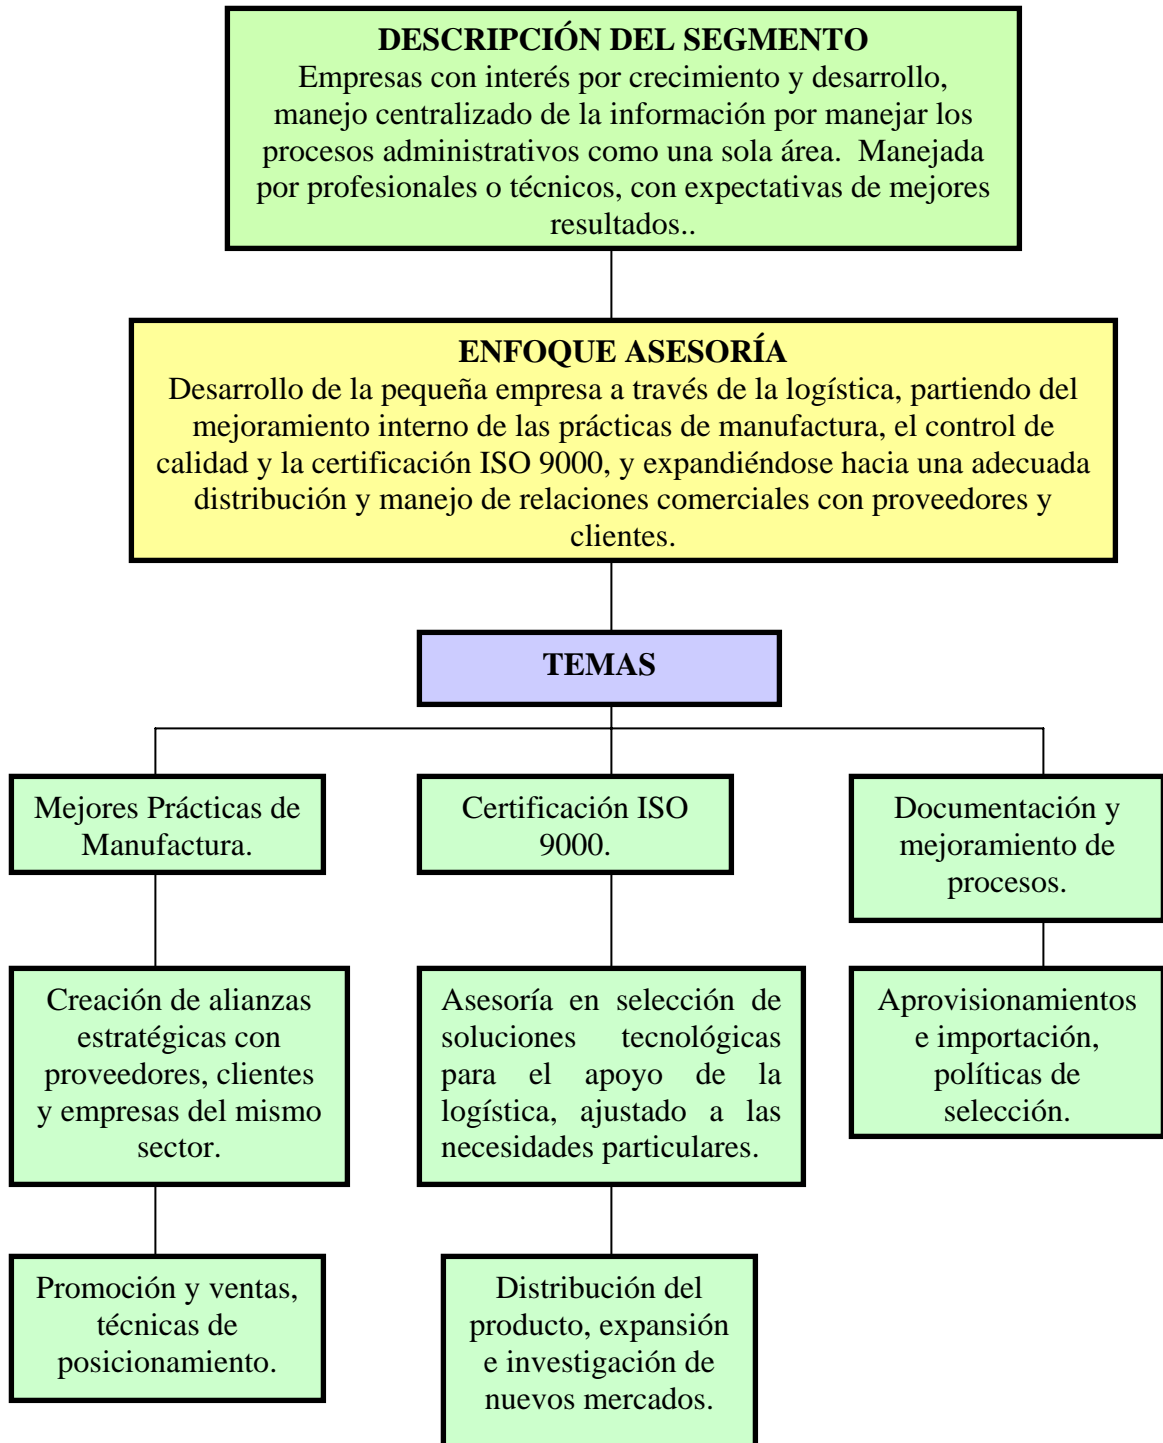 DESCRIPCIÓN DEL SEGMENTO
Empresas con interés por crecimiento y desarrollo,
manejo centralizado de la información por manejar los
procesos administrativos como una sola área.  Manejada
por profesionales o técnicos, con expectativas de mejores
resultados..
ENFOQUE ASESORÍA
Desarrollo de la pequeña empresa a través de la logística, partiendo del
mejoramiento interno de las prácticas de manufactura, el control de
calidad y la certificación ISO 9000, y expandiéndose hacia una adecuada
distribución y manejo de relaciones comerciales con proveedores y
clientes.
TEMAS
Mejores Prácticas de
Manufactura.
Certificación ISO
9000.
Documentación y
mejoramiento de
procesos.
Creación de alianzas
estratégicas con
proveedores, clientes
y empresas del mismo
sector.
Asesoría en selección de
soluciones tecnológicas
para el apoyo de la
logística, ajustado a las
necesidades particulares.
Aprovisionamientos
e importación,
políticas de
selección.
Promoción y ventas,
técnicas de
posicionamiento.
Distribución del
producto, expansión
e investigación de
nuevos mercados.